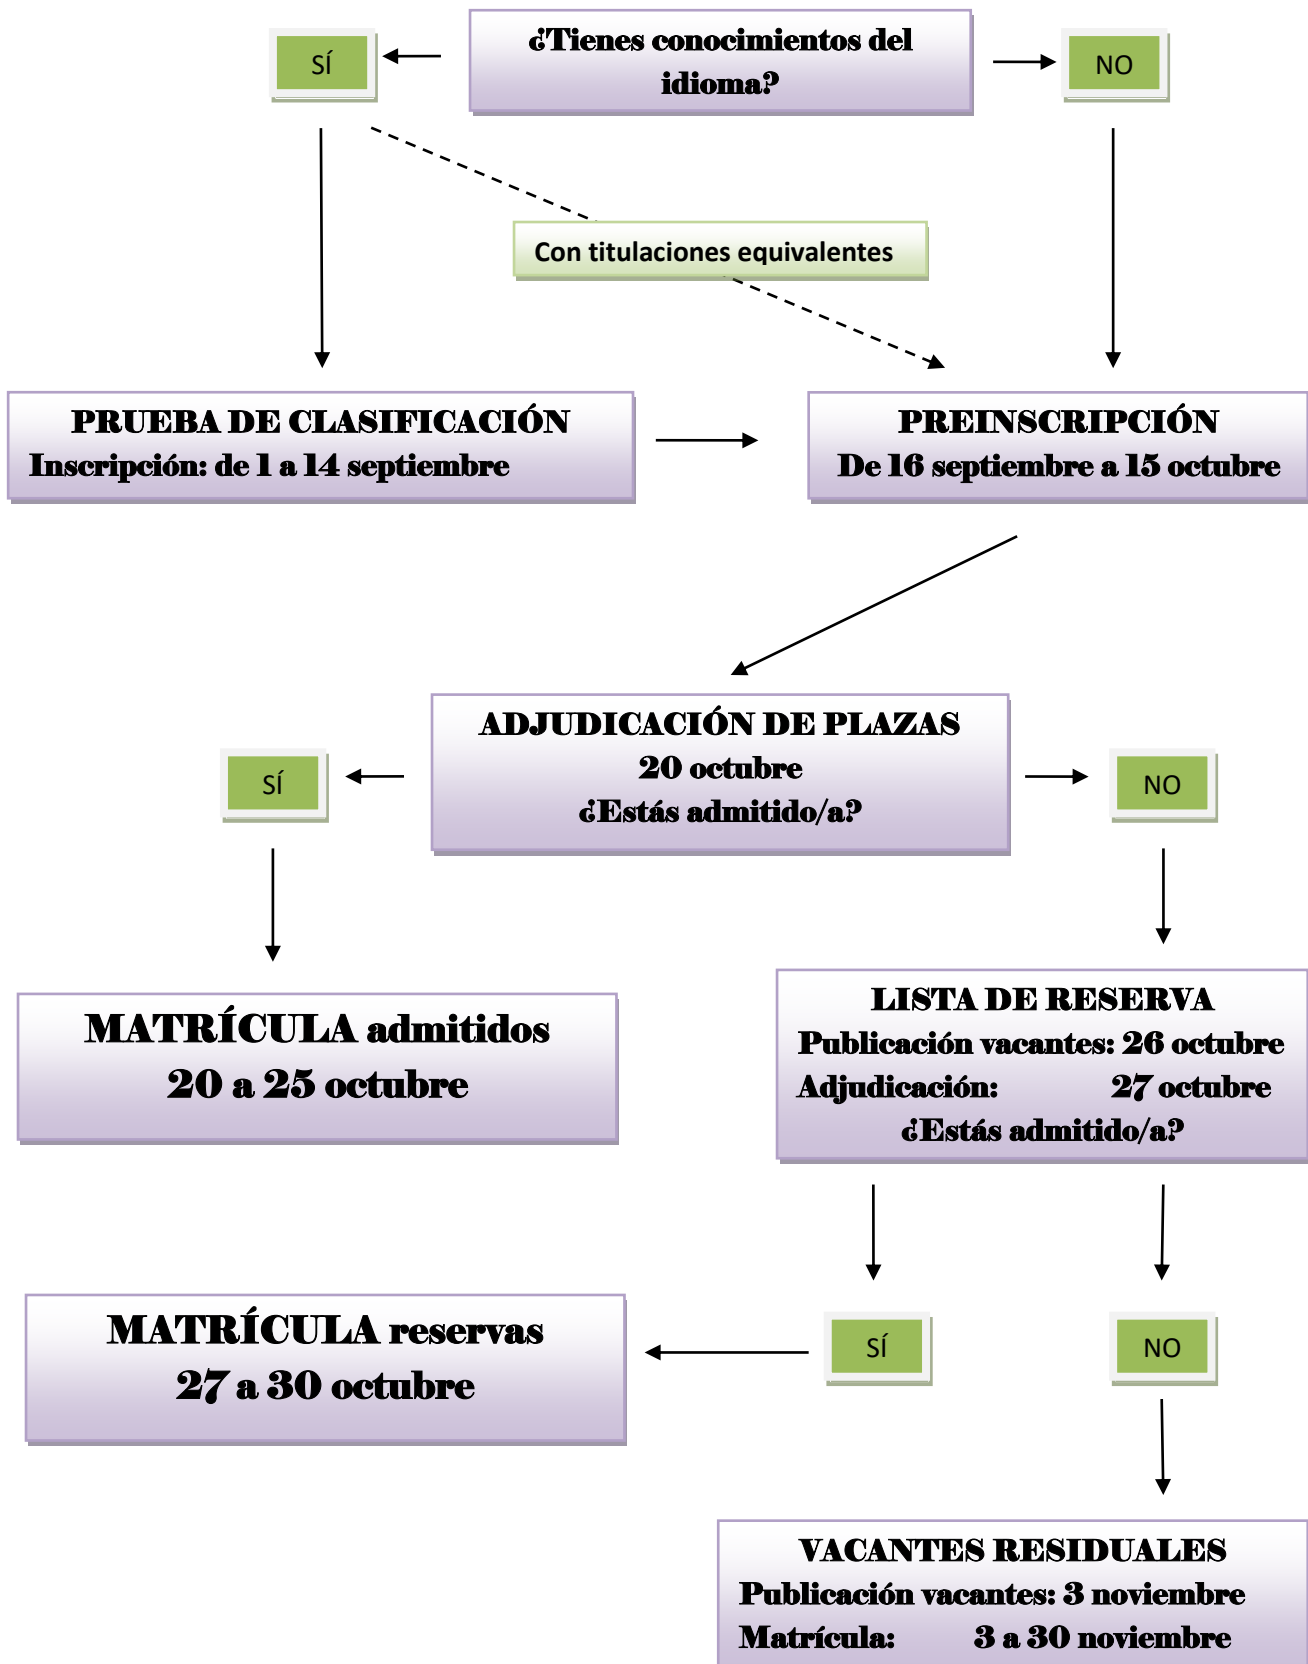 ¿Tienes conocimientos del
idioma?
SÍ
NO
Con titulaciones equivalentes
PRUEBA DE CLASIFICACIÓN
Inscripción: de 1 a 14 septiembre
PREINSCRIPCIÓN
De 16 septiembre a 15 octubre
ADJUDICACIÓN DE PLAZAS
20 octubre
¿Estás admitido/a?
SÍ
NO
MATRÍCULA admitidos
20 a 25 octubre
LISTA DE RESERVA
Publicación vacantes: 26 octubre
Adjudicación: 27 octubre
¿Estás admitido/a?
MATRÍCULA reservas
27 a 30 octubre
SÍ
NO
VACANTES RESIDUALES
Publicación vacantes: 3 noviembre
Matrícula: 3 a 30 noviembre